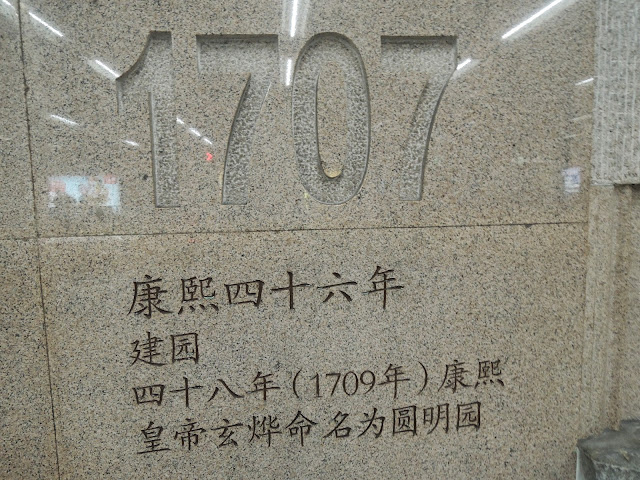 1707
康熙四十六年
建园
四十八年（1709年）康熙
皇帝玄烨命名为圆明园